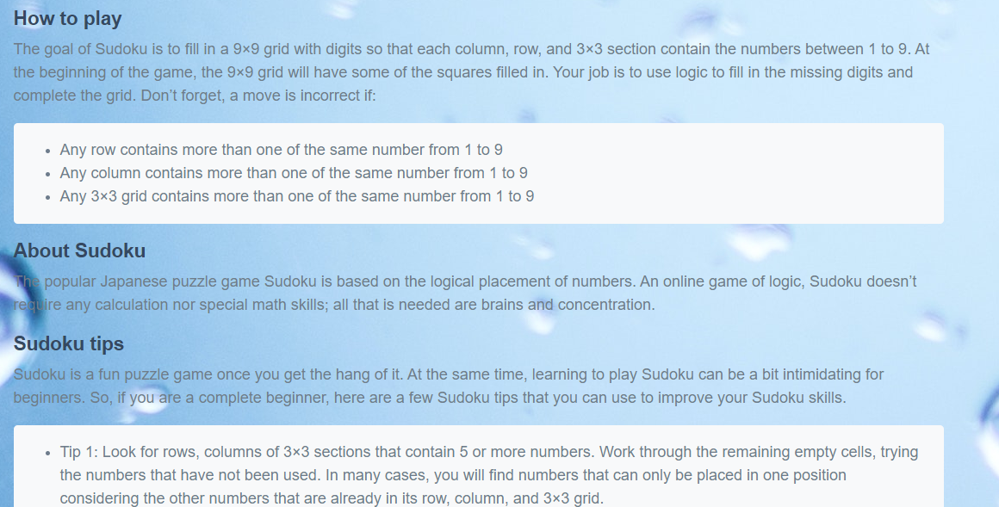 How to play
The goal of Sudoku is to fill in a 9×9 grid with digits so that each column, row, and 3×3 section contain the numbers between 1 to 9. At
the beginning of the game, the 9×9 grid will have some of the squares filled in. Your job is to use logic to fill in the missing digits and
complete the grid. Don’t forget, a move is incorrect if:
• Any row contains more than one of the same number from 1 to 9
• Any column contains more than one of the same number from 1 to 9
• Any 3×3 grid contains more than one of the same number from 1 to 9
About Sudoku
The popular Japanese puzzle game Sudoku is based on the logical placement of numbers. An online game of logic, Sudoku doesn’t
require any calculation nor special math skills; all that is needed are brains and concentration.
Sudoku tips
Sudoku is a fun puzzle game once you get the hang of it. At the same time, learning to play Sudoku can be a bit intimidating for
beginners. So, if you are a complete beginner, here are a few Sudoku tips that you can use to improve your Sudoku skills.
• Tip 1: Look for rows, columns of 3×3 sections that contain 5 or more numbers. Work through the remaining empty cells, trying
the numbers that have not been used. In many cases, you will find numbers that can only be placed in one position
considering the other numbers that are already in its row, column, and 3×3 grid.